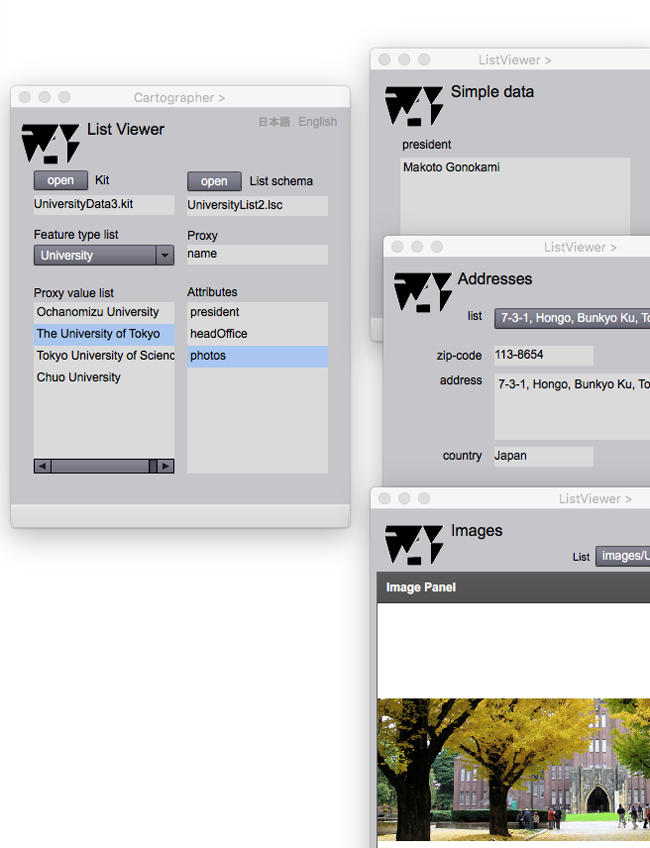 Cartographer >
List Viewer
日本語 English
open Kit
open List schema
UniversityData3.kit
UniversityList2.lsc
Feature type list
Proxy
University
name
Proxy value list
Attributes
Ochanomizu University
president
The University of Tokyo
headOffice
Tokyo University of Scienc
photos
Chuo University
ListViewer >
Simple data
president
Makoto Gonokami
ListViewer >
Addresses
list 7-3-1, Hongo, Bunkyo Ku, To
zip-code 113-8654
address 7-3-1, Hongo, Bunkyo Ku, To
country Japan
ListViewer >
Images
List images/U
Image Panel